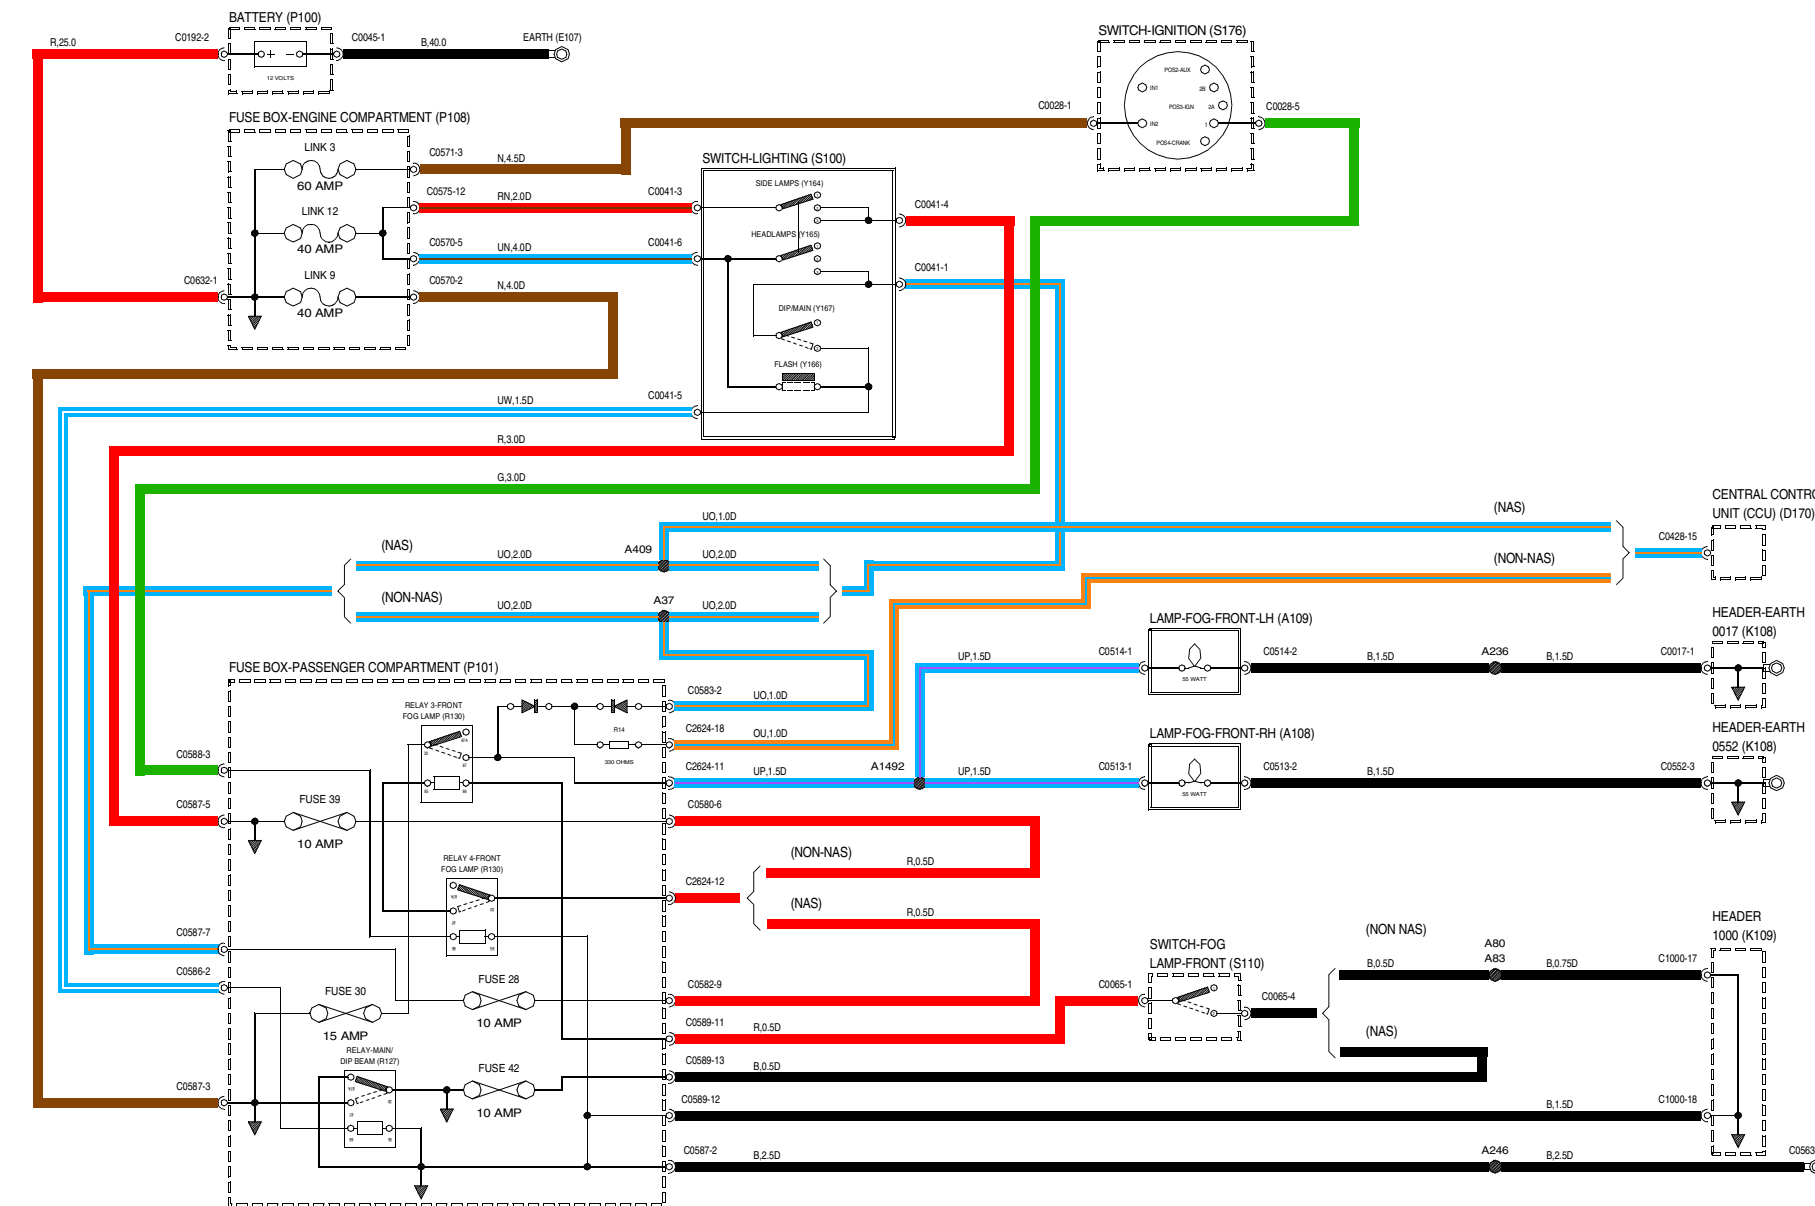 BATTERY (P100)
R,25.0
C0192-2
C0045-1
B,40.0
EARTH (E107)
+ −
12 VOLTS
SWITCH-IGNITION (S176)
POS2-AUX
IN1
2B
POS3-IGN
2A
IN2
1
POS4-CRANK
C0028-1
C0028-5
FUSE BOX-ENGINE COMPARTMENT (P108)
LINK 3
60 AMP
C0571-3
N,4.5D
LINK 12
40 AMP
C0575-12
RN,2.0D
C0041-3
C0570-5
UN,4.0D
C0041-6
LINK 9
40 AMP
C0632-1
C0570-2
N,4.0D
SWITCH-LIGHTING (S100)
SIDE LAMPS (Y164)
C0041-4
HEADLAMPS (Y165)
C0041-1
DIP/MAIN (Y167)
FLASH (Y166)
UW,1.5D
C0041-5
R,3.0D
G,3.0D
UO,1.0D
(NAS)
CENTRAL CONTRO
UNIT (CCU) (D170)
C0428-15
(NON-NAS)
(NAS)
UO,2.0D
A409
UO,2.0D
(NON-NAS)
UO,2.0D
A37
UO,2.0D
LAMP-FOG-FRONT-LH (A109)
UP,1.5D
C0514-1
55 WATT
C0514-2
B,1.5D
A236
B,1.5D
C0017-1
HEADER-EARTH
0017 (K108)
LAMP-FOG-FRONT-RH (A108)
C0513-1
55 WATT
C0513-2
B,1.5D
C0552-3
HEADER-EARTH
0552 (K108)
FUSE BOX-PASSENGER COMPARTMENT (P101)
RELAY 3-FRONT
FOG LAMP (R130)
C0583-2
UO,1.0D
R14
330 OHMS
C2624-18
OU,1.0D
C2624-11
UP,1.5D
A1492
UP,1.5D
C0588-3
C0587-5
FUSE 39
10 AMP
C0580-6
(NON-NAS)
R,0.5D
C2624-12
(NAS)
R,0.5D
RELAY 4-FRONT
FOG LAMP (R130)
C0587-7
C0586-2
FUSE 30
15 AMP
FUSE 28
10 AMP
C0582-9
C0589-11
R,0.5D
C0065-1
SWITCH-FOG
LAMP-FRONT (S110)
C0065-4
(NON NAS)
B,0.5D
A80
A83
B,0.75D
C1000-17
HEADER
1000 (K109)
(NAS)
RELAY-MAIN/
DIP BEAM (R127)
FUSE 42
10 AMP
C0587-3
C0589-13
B,0.5D
C0589-12
B,1.5D
C1000-18
C0587-2
B,2.5D
A246
B,2.5D
C0563